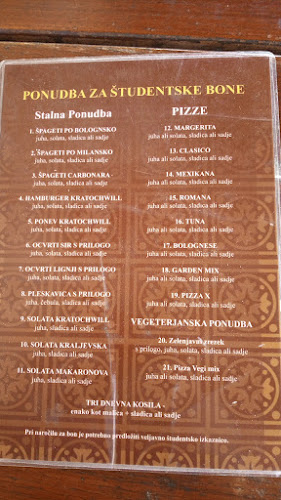 PONUDBA ZA ŠTUDENTSKE BONE
Stalna Ponudba
1. ŠPAGETI PO BOLOGNSKO
juha, solata, sladica ali sadje
2. ŠPAGETI PO MILANSKO
juha, solata, sladica ali sadje
3. ŠPAGETI CARBONARA
juha, solata, sladica ali sadje
4. HAMBURGER KRATOCHWILL
juha, solata, sladica ali sadje
5. PONEV KRATOCHWILL
juha, solata, sladica ali sadje
6. OCVRTI SIR S PRILOGO
juha, solata, sladica ali sadje
7. OCVRTI LIGNJI S PRILOGO
juha, solata, sladica ali sadje
8. PLESKAVICA S PRILOGO
juha, čebula, sladica ali sadje
9. SOLATA KRATOCHWILL
juha, sladica ali sadje
10. SOLATA KRALJEVSKA
juha, sladica ali sadje
11. SOLATA MAKARONOVA
juha, sladica ali sadje
PIZZE
12. MARGERITA
juha ali solata, sladica ali sadje
13. CLASICO
juha ali solata, sladica ali sadje
14. MEXIKANA
juha ali solata, sladica ali sadje
15. ROMANA
juha ali solata, sladica ali sadje
16. TUNA
juha ali solata, sladica ali sadje
17. BOLOGNESE
juha ali solata, sladica ali sadje
18. GARDEN MIX
juha ali solata, sladica ali sadje
19. PIZZA X
juha ali solata, sladica ali sadje
VEGETERJANSKA PONUDBA
20. Zelenjavni zrezek
s prilogo, juha, solata, sladica ali sadje
21. Pizza Vegi mix
juha ali solata, sladica ali sadje
TRI DNEVNA KOSILA -
enako kot malica + sladica ali sadje
Pri naročilu za bon je potrebno predložiti veljavno študentsko izkaznico.